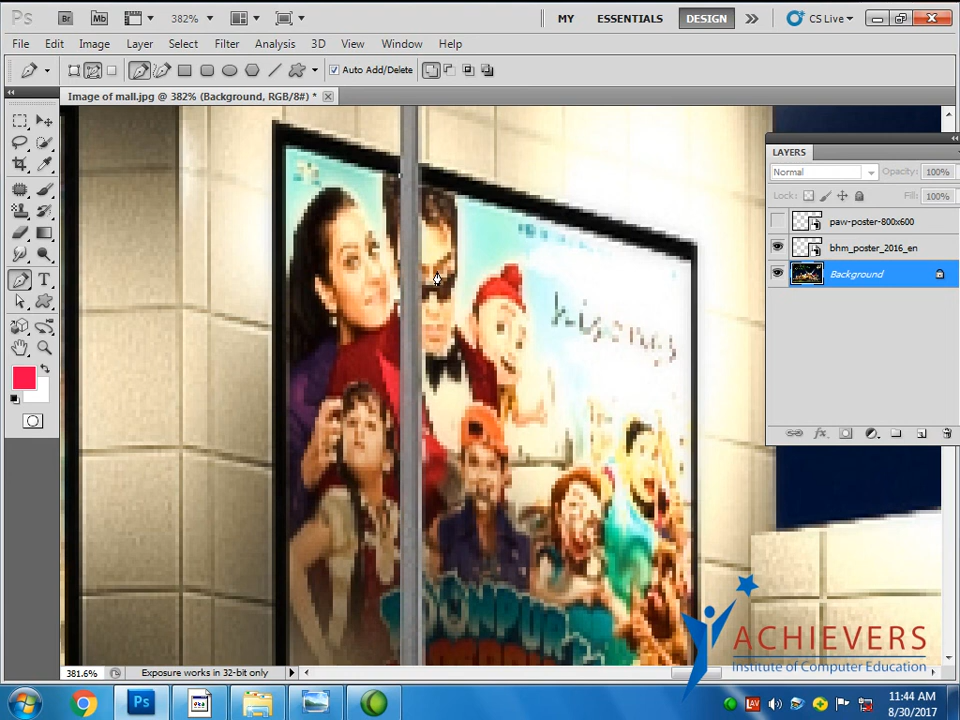 Ps Br Mb 382% MY ESSENTIALS DESIGN CS Live
File Edit Image Layer Select Filter Analysis 3D View Window Help
Auto Add/Delete
Image of mall.jpg @ 382% (Background, RGB/8#) *
LAYERS
Normal Opacity: 100%
Lock: Fill: 100%
paw-poster-800x600
bhm_poster_2016_en
Background
T
fx
ACHIEVERS
Institute of Computer Education
381.6% Exposure works in 32-bit only
Ps LAV 11:44 AM
8/30/2017